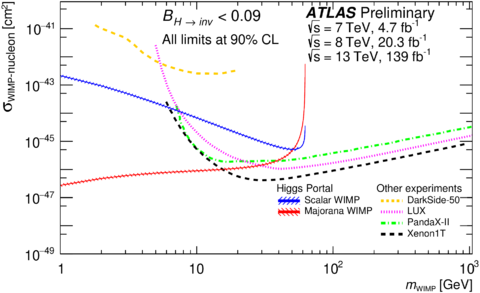 B_{H → inv} < 0.09
All limits at 90% CL
ATLAS Preliminary
√s = 7 TeV, 4.7 fb⁻¹
√s = 8 TeV, 20.3 fb⁻¹
√s = 13 TeV, 139 fb⁻¹
σ_{WIMP-nucleon} [cm²]
10⁻⁴¹
10⁻⁴³
10⁻⁴⁵
10⁻⁴⁷
10⁻⁴⁹
Higgs Portal
Scalar WIMP
Majorana WIMP
Other experiments
DarkSide-50
LUX
PandaX-II
Xenon1T
1
10
10²
10³
m_{WIMP} [GeV]